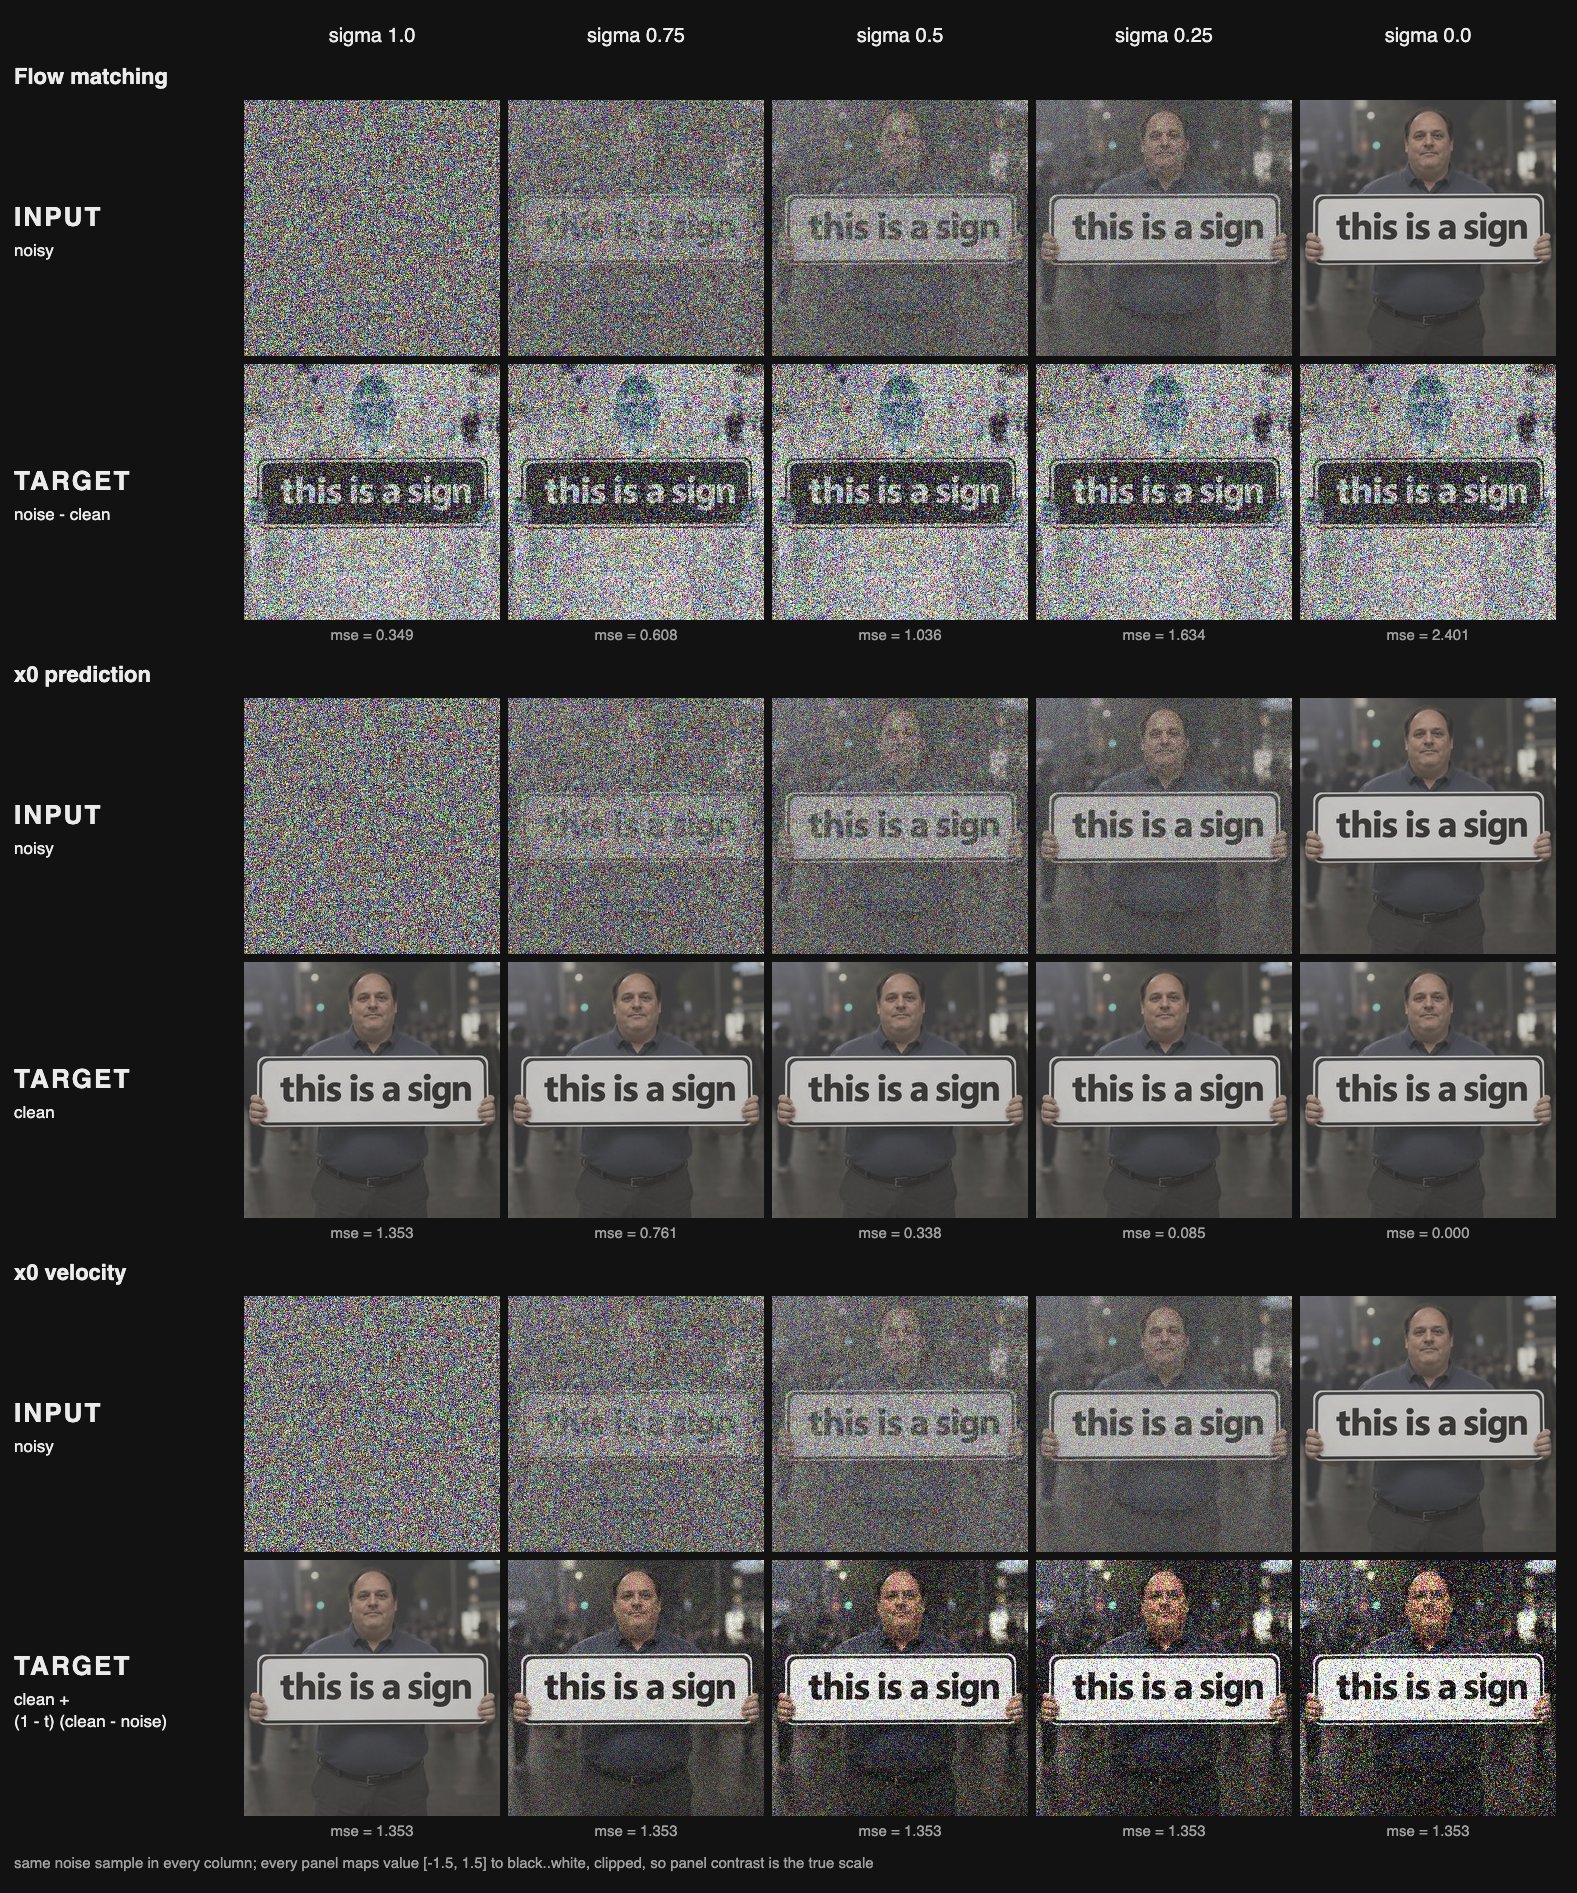 sigma 1.0 sigma 0.75 sigma 0.5 sigma 0.25 sigma 0.0
Flow matching
INPUT
noisy
this is a sign this is a sign this is a sign this is a sign
TARGET
noise - clean
this is a sign this is a sign this is a sign this is a sign this is a sign
mse = 0.349 mse = 0.608 mse = 1.036 mse = 1.634 mse = 2.401
x0 prediction
INPUT
noisy
this is a sign this is a sign this is a sign this is a sign
TARGET
clean
this is a sign this is a sign this is a sign this is a sign this is a sign
mse = 1.353 mse = 0.761 mse = 0.338 mse = 0.085 mse = 0.000
x0 velocity
INPUT
noisy
this is a sign this is a sign this is a sign this is a sign
TARGET
clean +
(1 - t) (clean - noise)
this is a sign this is a sign this is a sign this is a sign this is a sign
mse = 1.353 mse = 1.353 mse = 1.353 mse = 1.353 mse = 1.353
same noise sample in every column; every panel maps value [-1.5, 1.5] to black..white, clipped, so panel contrast is the true scale